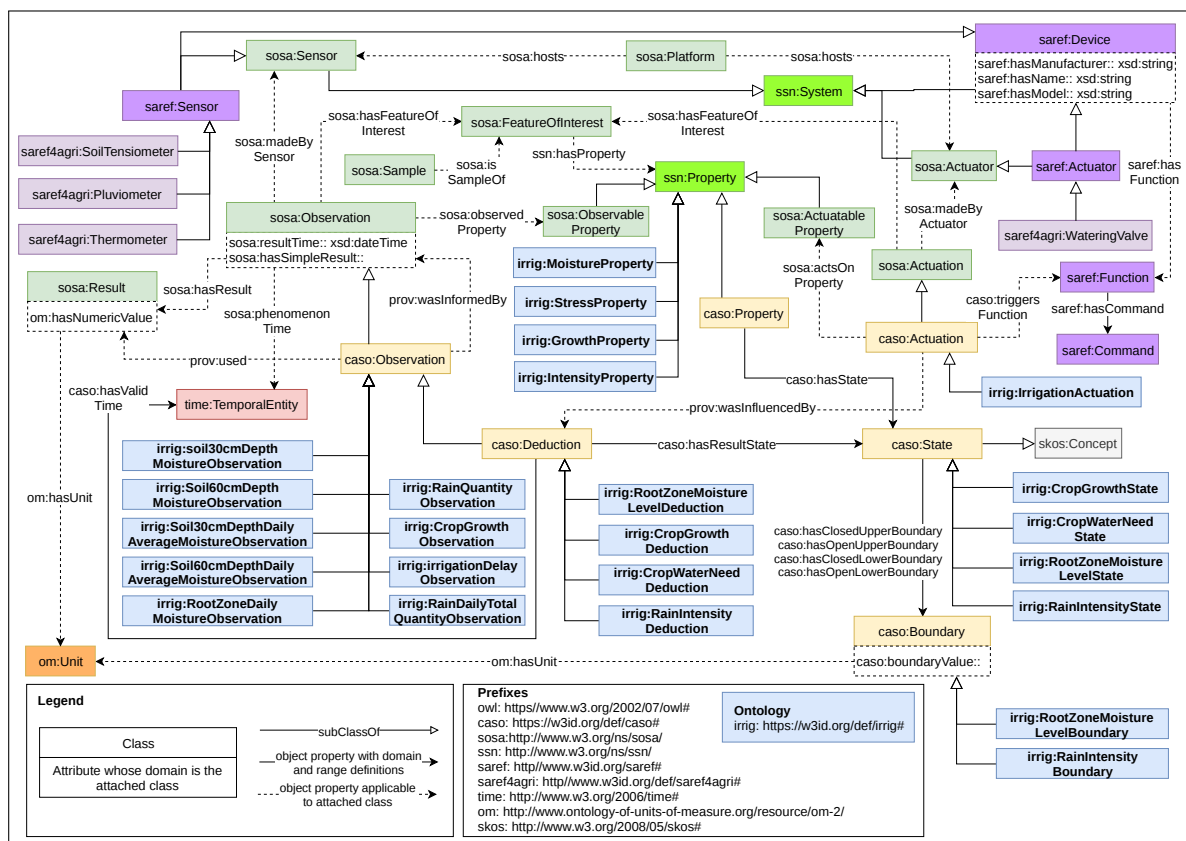 saref:Device
saref:hasManufacturer:: xsd:string
saref:hasName:: xsd:string
saref:hasModel:: xsd:string
sosa:Sensor
sosa:hosts
sosa:Platform
sosa:hosts
ssn:System
saref:Sensor
sosa:hasFeatureOf
Interest
sosa:FeatureOfInterest
sosa:hasFeatureOf
Interest
saref4agri:SoilTensiometer
sosa:madeBy
Sensor
sosa:Sample
sosa:is
SampleOf
ssn:hasProperty
ssn:Property
sosa:Actuator
saref:Actuator
saref:has
Function
saref4agri:Pluviometer
saref4agri:Thermometer
sosa:Observation
sosa:resultTime:: xsd:dateTime
sosa:hasSimpleResult::
sosa:observed
Property
sosa:Observable
Property
sosa:Actuatable
Property
sosa:madeBy
Actuator
saref4agri:WateringValve
irrig:MoistureProperty
sosa:actsOn
Property
sosa:Actuation
saref:Function
sosa:Result
om:hasNumericValue
sosa:hasResult
prov:wasInformedBy
irrig:StressProperty
caso:Property
caso:triggers
Function
saref:hasCommand
sosa:phenomenon
Time
irrig:GrowthProperty
caso:Actuation
saref:Command
prov:used
caso:Observation
irrig:IntensityProperty
caso:hasState
irrig:IrrigationActuation
caso:hasValid
Time
time:TemporalEntity
prov:wasInfluencedBy
caso:Deduction
caso:hasResultState
caso:State
skos:Concept
irrig:soil30cmDepth
MoistureObservation
irrig:Soil60cmDepth
MoistureObservation
irrig:Soil30cmDepthDaily
AverageMoistureObservation
irrig:Soil60cmDepthDaily
AverageMoistureObservation
irrig:RootZoneDaily
MoistureObservation
irrig:RainQuantity
Observation
irrig:CropGrowth
Observation
irrig:irrigationDelay
Observation
irrig:RainDailyTotal
QuantityObservation
om:hasUnit
irrig:RootZoneMoisture
LevelDeduction
irrig:CropGrowth
Deduction
irrig:CropWaterNeed
Deduction
irrig:RainIntensity
Deduction
caso:hasClosedUpperBoundary
caso:hasOpenUpperBoundary
caso:hasClosedLowerBoundary
caso:hasOpenLowerBoundary
irrig:CropGrowthState
irrig:CropWaterNeed
State
irrig:RootZoneMoisture
LevelState
irrig:RainIntensityState
caso:Boundary
caso:boundaryValue::
om:Unit
om:hasUnit
irrig:RootZoneMoisture
LevelBoundary
irrig:RainIntensity
Boundary
Legend
Class
Attribute whose domain is the
attached class
subClassOf
object property with domain
and range definitions
object property applicable
to attached class
Prefixes
owl: https//www.w3.org/2002/07/owl#
caso: https://w3id.org/def/caso#
sosa:http://www.w3.org/ns/sosa/
ssn: http://www.w3.org/ns/ssn/
saref: http//www.w3.org/saref#
saref4agri: http//www.w3id.org/def/saref4agri#
time: http://www.w3.org/2006/time#
om: http://www.ontology-of-units-of-measure.org/resource/om-2/
skos: http://www.w3.org/2008/05/skos#
Ontology
irrig: https://w3id.org/def/irrig#